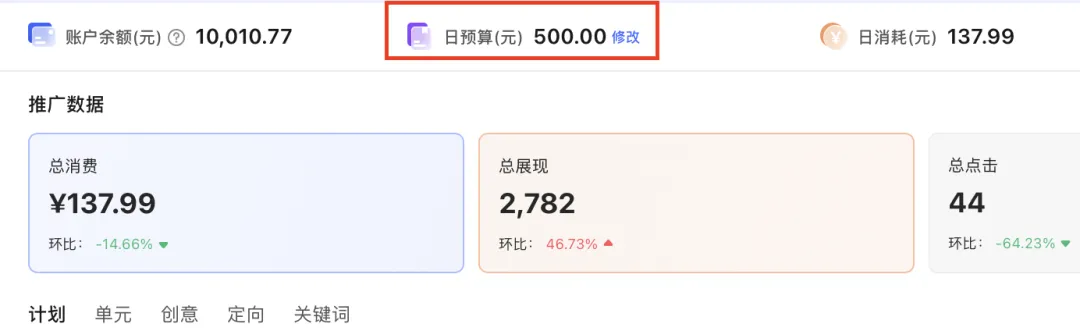 账户余额(元) ? 10,010.77 日预算(元) 500.00 修改 日消耗(元) 137.99
推广数据
总消费 总展现 总点击
¥137.99 2,782 44
环比: -14.66% 环比: 46.73% 环比: -64.23%
计划 单元 创意 定向 关键词